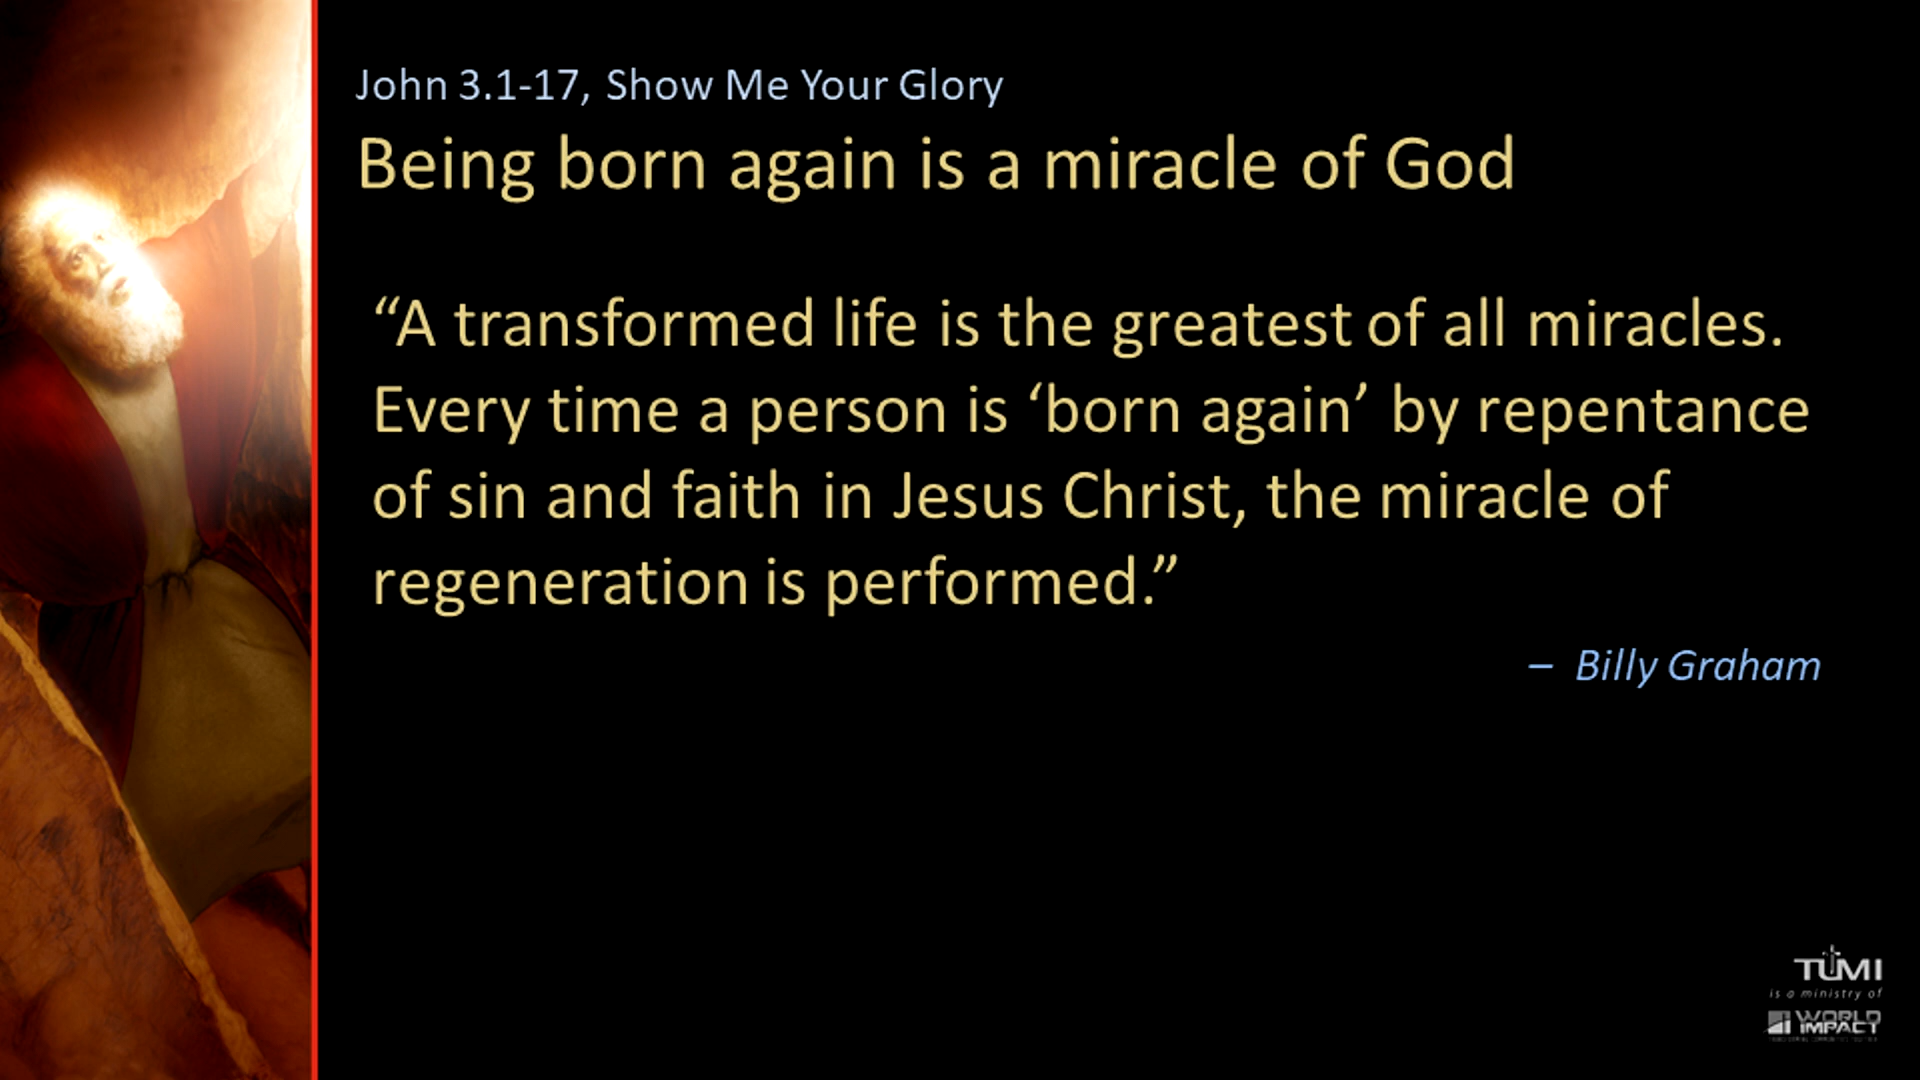 John 3.1-17, Show Me Your Glory
Being born again is a miracle of God
“A transformed life is the greatest of all miracles.
Every time a person is ‘born again’ by repentance
of sin and faith in Jesus Christ, the miracle of
regeneration is performed.”
– Billy Graham
TUMI
is a ministry of
WORLD
IMPACT